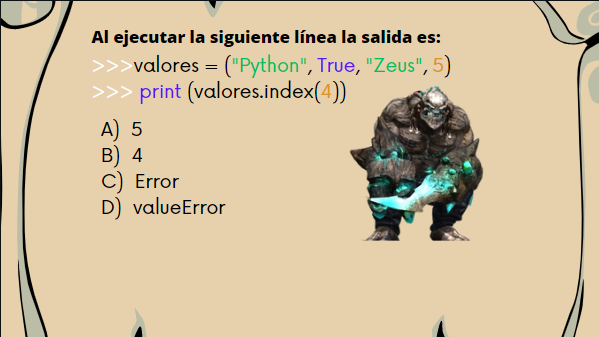 Al ejecutar la siguiente línea la salida es:
>>>valores = ("Python", True, "Zeus", 5)
>>> print (valores.index(4))
A) 5
B) 4
C) Error
D) valueError